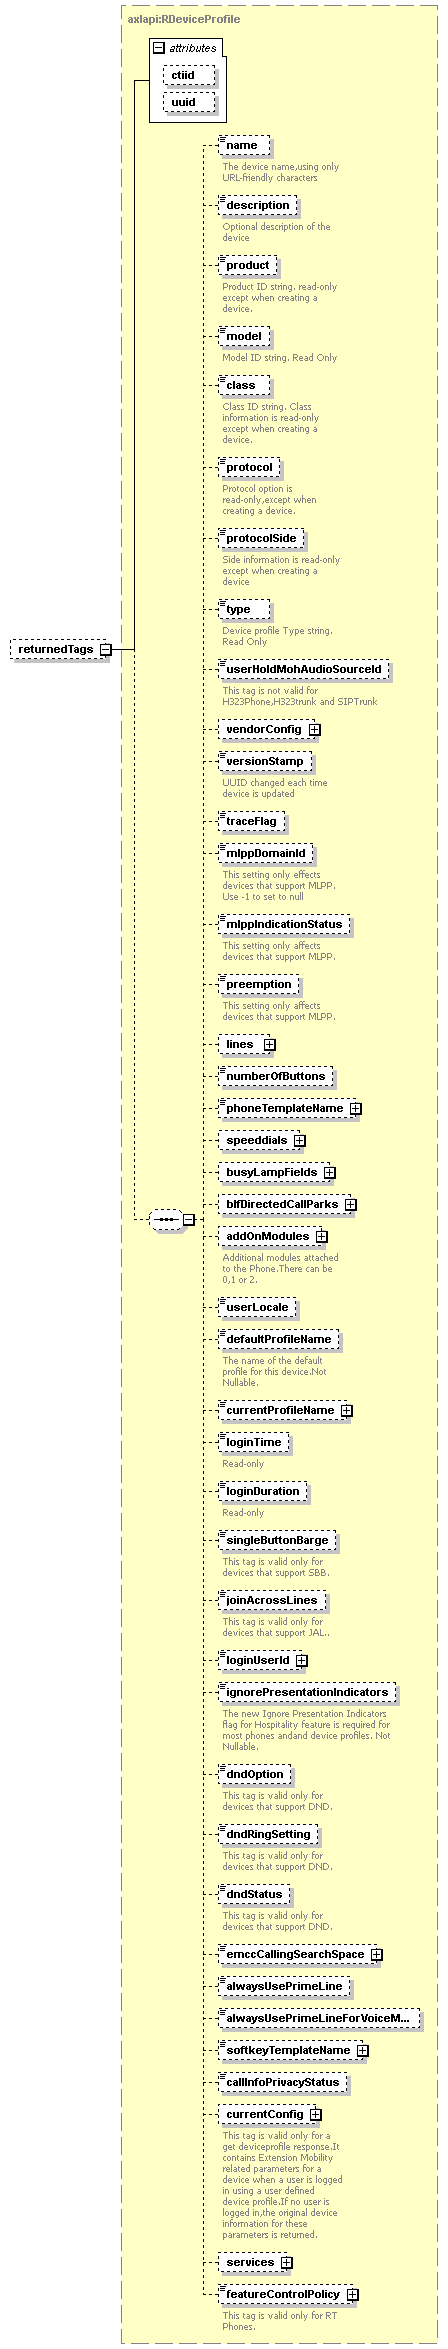 axlapi:RDeviceProfile
attributes
ctiid
uuid
name
The device name,using only
URL-friendly characters
description
Optional description of the
device
product
Product ID string. read-only
except when creating a
device.
model
Model ID string. Read Only
class
Class ID string. Class
information is read-only
except when creating a
device.
protocol
Protocol option is
read-only,except when
creating a device.
protocolSide
Side information is read-only
except when creating a
device
type
Device profile Type string.
Read Only
returnedTags
userHoldMohAudioSourceId
This tag is not valid for
H323Phone,H323trunk and SIPTrunk
vendorConfig
versionStamp
UUID changed each time
device is updated
traceFlag
mlppDomainId
This setting only effects
devices that support MLPP.
Use -1 to set to null
mlppIndicationStatus
This setting only affects
devices that support MLPP.
preemption
This setting only affects
devices that support MLPP.
lines
numberOfButtons
phoneTemplateName
speeddials
busyLampFields
blfDirectedCallParks
addOnModules
Additional modules attached
to the Phone.There can be
0,1 or 2.
userLocale
defaultProfileName
The name of the default
profile for this device.Not
Nullable.
currentProfileName
loginTime
Read-only
loginDuration
Read-only
singleButtonBarge
This tag is valid only for
devices that support SBB.
joinAcrossLines
This tag is valid only for
devices that support JAL..
loginUserId
ignorePresentationIndicators
The new Ignore Presentation Indicators
flag for Hospitality feature is required for
most phones andand device profiles. Not
Nullable.
dndOption
This tag is valid only for
devices that support DND.
dndRingSetting
This tag is valid only for
devices that support DND.
dndStatus
This tag is valid only for
devices that support DND.
emccCallingSearchSpace
alwaysUsePrimeLine
alwaysUsePrimeLineForVoiceM...
softkeyTemplateName
callInfoPrivacyStatus
currentConfig
This tag is valid only for a
get deviceprofile response.It
contains Extension Mobility
related parameters for a
device when a user is logged
in using a user defined
device profile.If no user is
logged in,the original device
information for these
parameters is returned.
services
featureControlPolicy
This tag is valid only for RT
Phones.